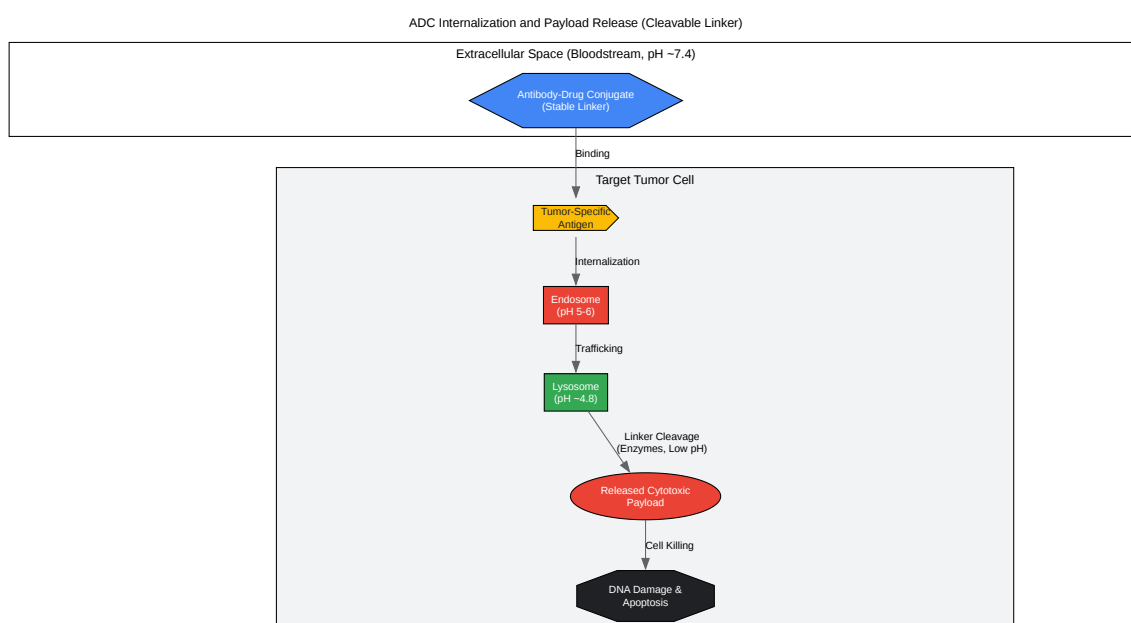 ADC Internalization and Payload Release (Cleavable Linker)
Extracellular Space (Bloodstream, pH ~7.4)
Antibody-Drug Conjugate
(Stable Linker)
Binding
Target Tumor Cell
Tumor-Specific
Antigen
Internalization
Endosome
(pH 5-6)
Trafficking
Lysosome
(pH ~4.8)
Linker Cleavage
(Enzymes, Low pH)
Released Cytotoxic
Payload
Cell Killing
DNA Damage &
Apoptosis